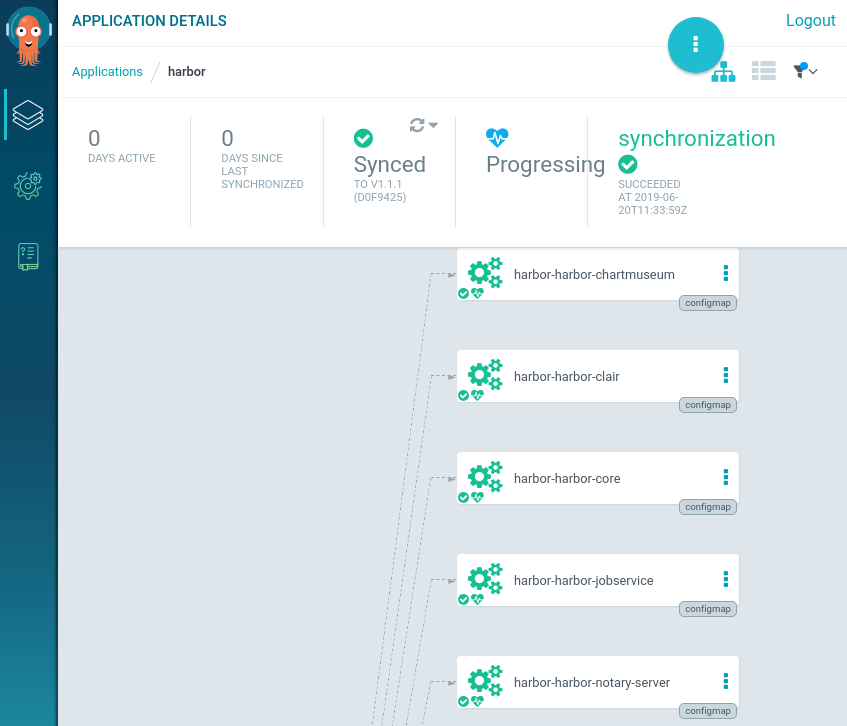 APPLICATION DETAILS
Logout
Applications / harbor
0
DAYS ACTIVE
0
DAYS SINCE
LAST
SYNCHRONIZED
Synced
TO V1.1.1
(D0F9425)
Progressing
synchronization
SUCCEEDED
AT 2019-06-
20T11:33:59Z
harbor-harbor-chartmuseum
configmap
harbor-harbor-clair
configmap
harbor-harbor-core
configmap
harbor-harbor-jobservice
configmap
harbor-harbor-notary-server
configmap